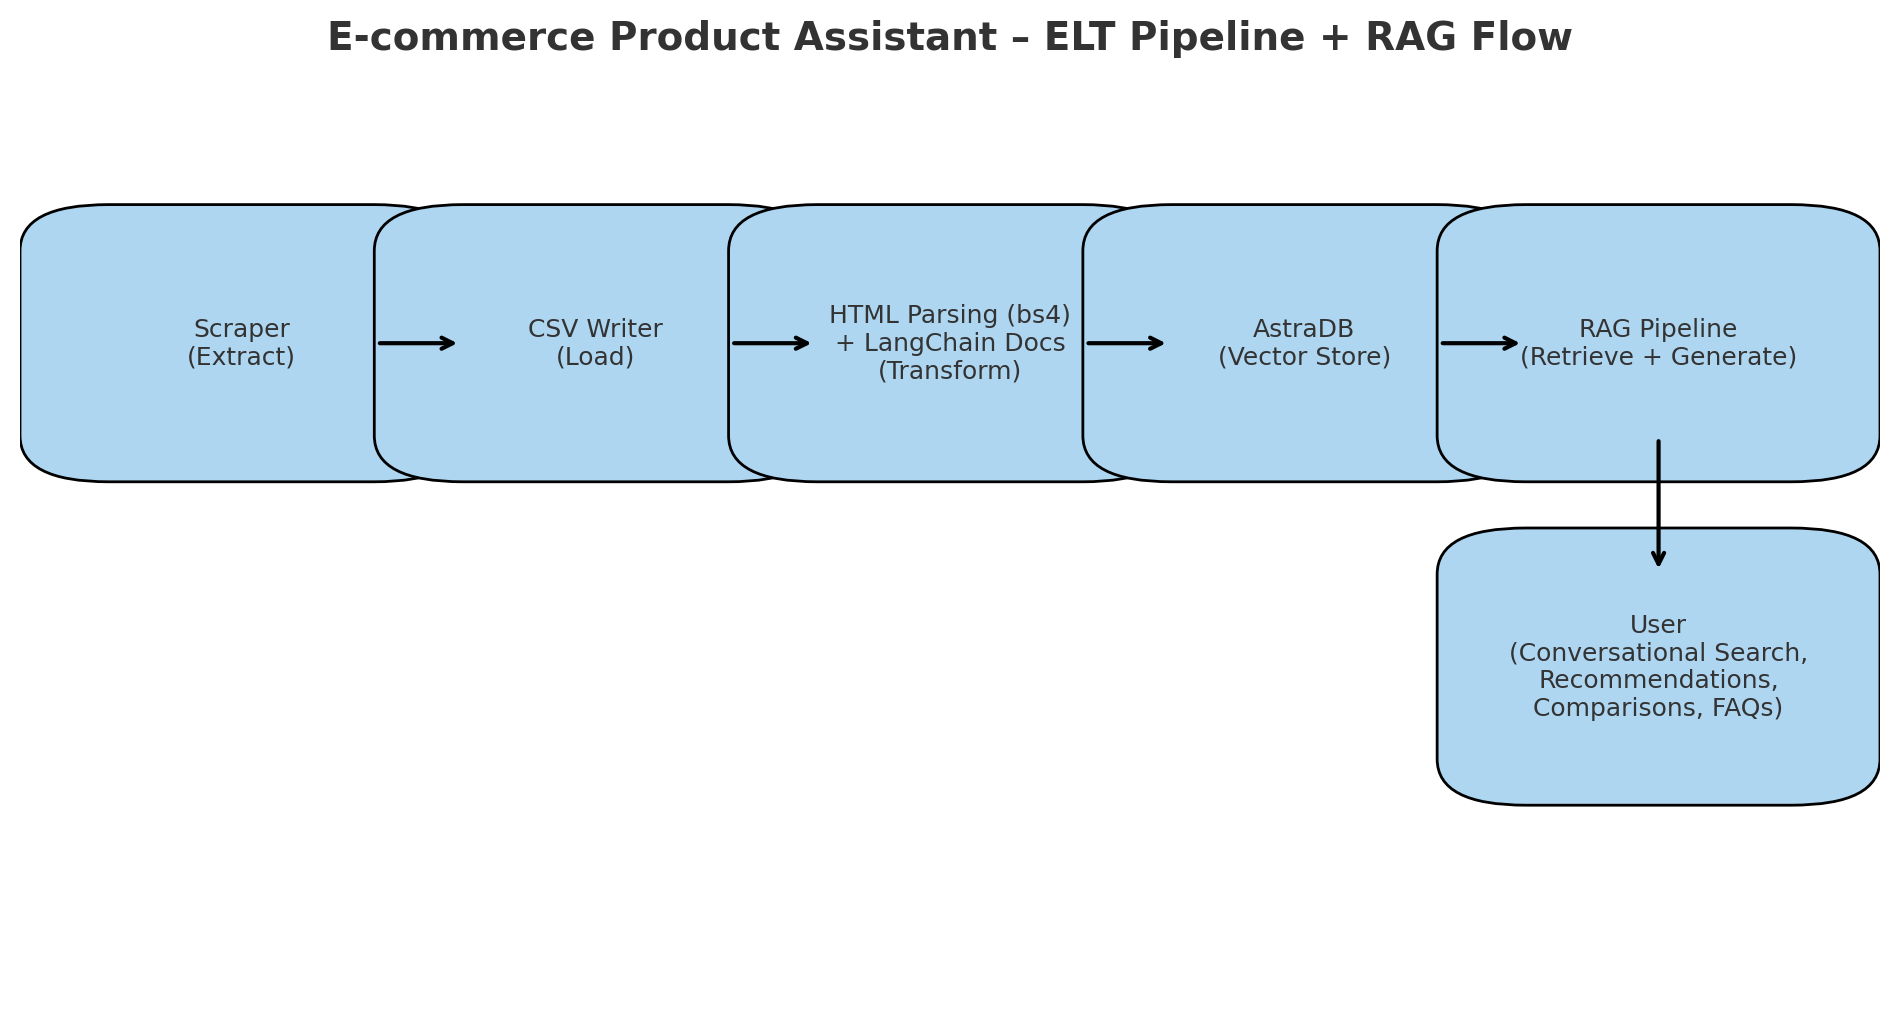 E-commerce Product Assistant – ELT Pipeline + RAG Flow
Scraper
(Extract)
CSV Writer
(Load)
HTML Parsing (bs4)
+ LangChain Docs
(Transform)
AstraDB
(Vector Store)
RAG Pipeline
(Retrieve + Generate)
User
(Conversational Search,
Recommendations,
Comparisons, FAQs)